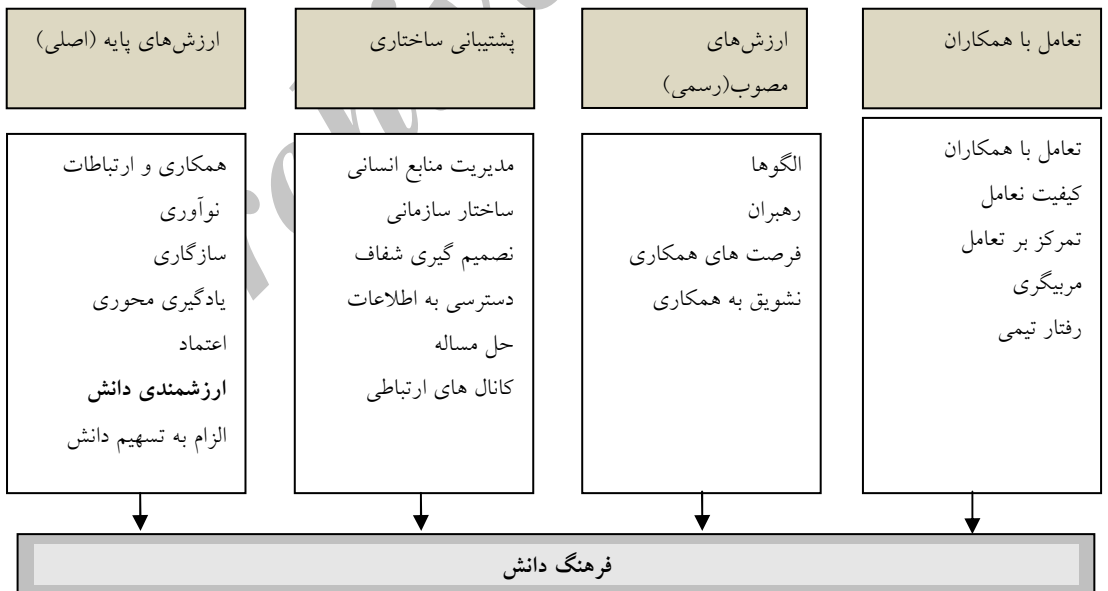 تعامل با همکاران
ارزش‌های
مصوب(رسمی)
پشتیبانی ساختاری
ارزش‌های پایه (اصلی)
تعامل با همکاران
کیفیت نعامل
تمرکز بر تعامل
مربیگری
رفتار تیمی
الگوها
رهبران
فرصت های همکاری
نشویق به همکاری
مدیریت منابع انسانی
ساختار سازمانی
نصمیم گیری شفاف
دسترسی به اطلاعات
حل مساله
کانال های ارتباطی
همکاری و ارتباطات
نوآوری
سازگاری
یادگیری محوری
اعتماد
ارزشمندی دانش
الزام به تسهیم دانش
فرهنگ دانش